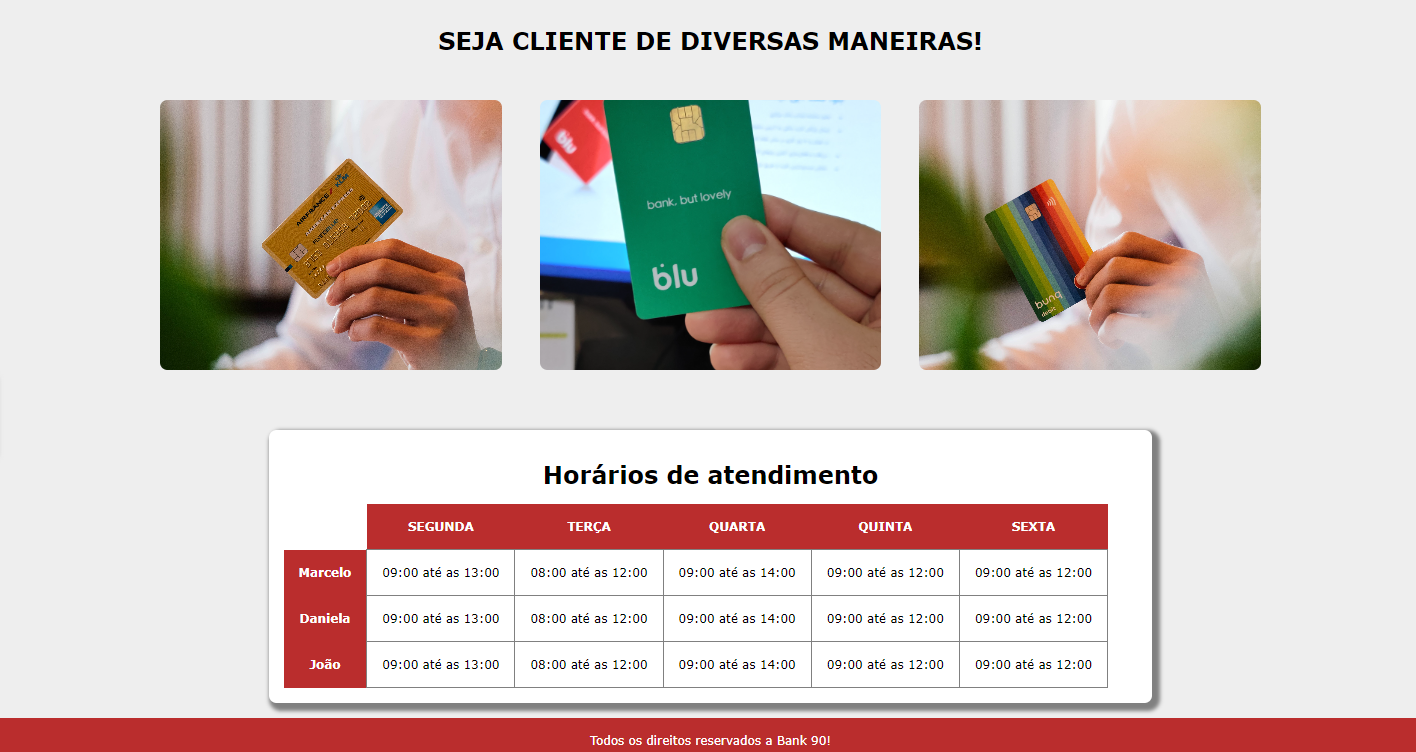 SEJA CLIENTE DE DIVERSAS MANEIRAS!
AIRFRANCE KLM
AMERICAN EXPRESS
blu
bank, but lovely
blu
bunq
debit
Horários de atendimento
SEGUNDA TERÇA QUARTA QUINTA SEXTA
Marcelo 09:00 até as 13:00 08:00 até as 12:00 09:00 até as 14:00 09:00 até as 12:00 09:00 até as 12:00
Daniela 09:00 até as 13:00 08:00 até as 12:00 09:00 até as 14:00 09:00 até as 12:00 09:00 até as 12:00
João 09:00 até as 13:00 08:00 até as 12:00 09:00 até as 14:00 09:00 até as 12:00 09:00 até as 12:00
Todos os direitos reservados a Bank 90!